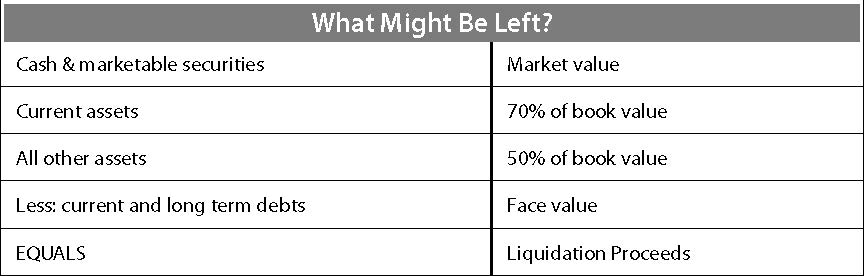 What Might Be Left?
Cash & marketable securities Market value
Current assets 70% of book value
All other assets 50% of book value
Less: current and long term debts Face value
EQUALS Liquidation Proceeds